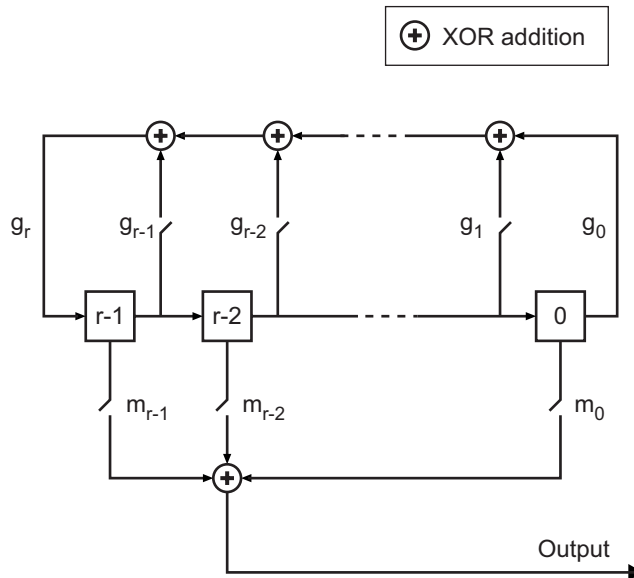 XOR addition
g_r
g_{r-1}
g_{r-2}
g_1
g_0
r-1
r-2
0
m_{r-1}
m_{r-2}
m_0
Output